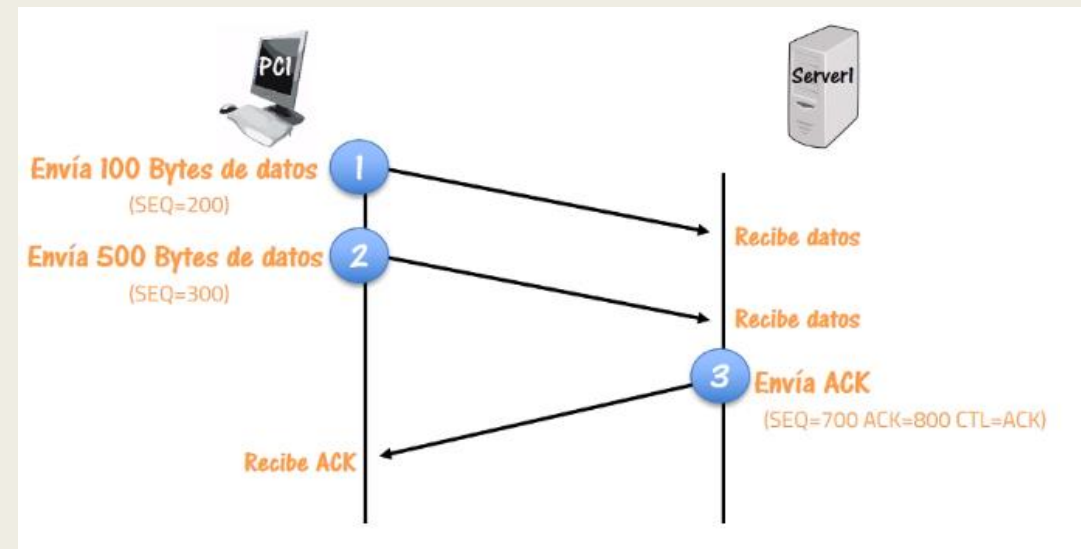 PC1
Server1
Envía 100 Bytes de datos
1
(SEQ=200)
Recibe datos
Envía 500 Bytes de datos
2
(SEQ=300)
Recibe datos
3
Envía ACK
(SEQ=700 ACK=800 CTL=ACK)
Recibe ACK